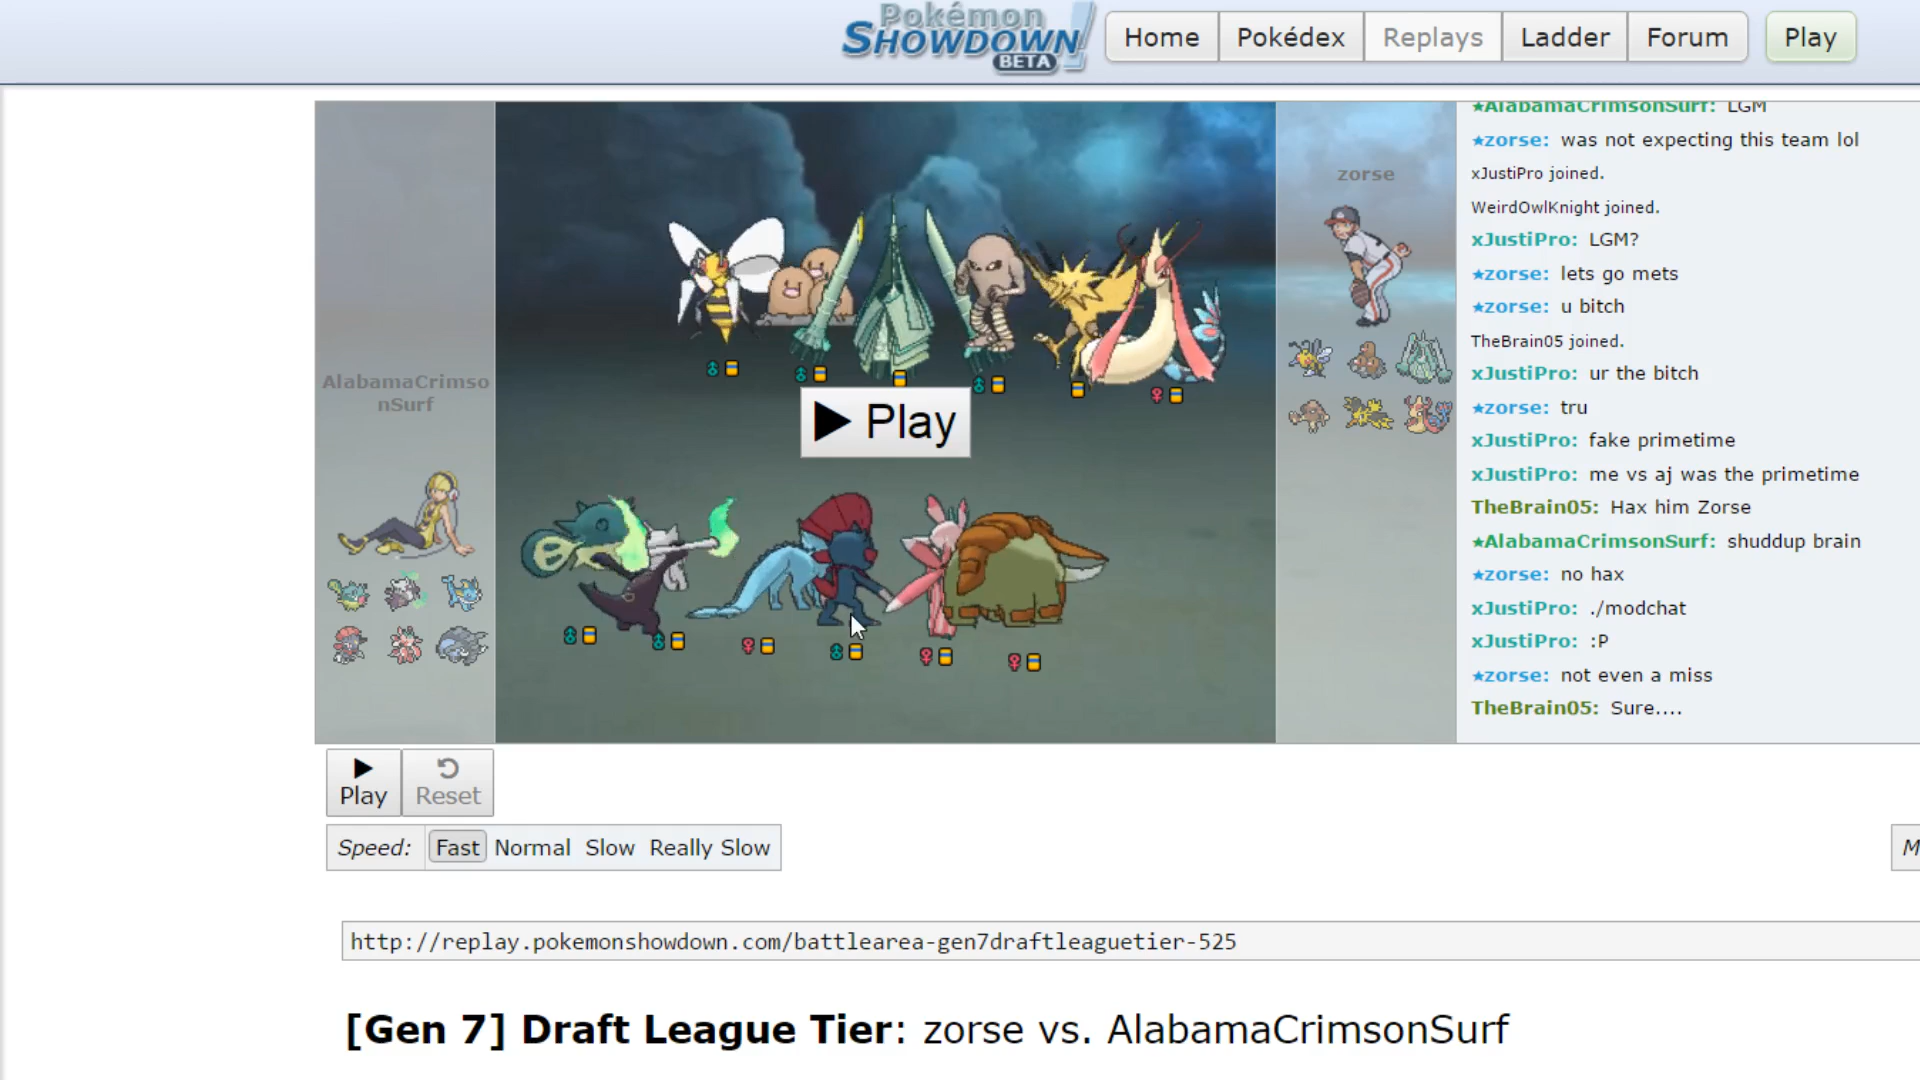 Pokémon
SHOWDOWN!
BETA
Home
Pokédex
Replays
Ladder
Forum
Play
AlabamaCrimso
nSurf
zorse
▶ Play
★AlabamaCrimsonSurf: LGM
★zorse: was not expecting this team lol
xJustiPro joined.
WeirdOwlKnight joined.
xJustiPro: LGM?
★zorse: lets go mets
★zorse: u bitch
TheBrain05 joined.
xJustiPro: ur the bitch
★zorse: tru
xJustiPro: fake primetime
xJustiPro: me vs aj was the primetime
TheBrain05: Hax him Zorse
★AlabamaCrimsonSurf: shuddup brain
★zorse: no hax
xJustiPro: ./modchat
xJustiPro: :P
★zorse: not even a miss
TheBrain05: Sure....
Play
Reset
Speed: Fast Normal Slow Really Slow
M
http://replay.pokemonshowdown.com/battlearea-gen7draftleaguetier-525
[Gen 7] Draft League Tier: zorse vs. AlabamaCrimsonSurf